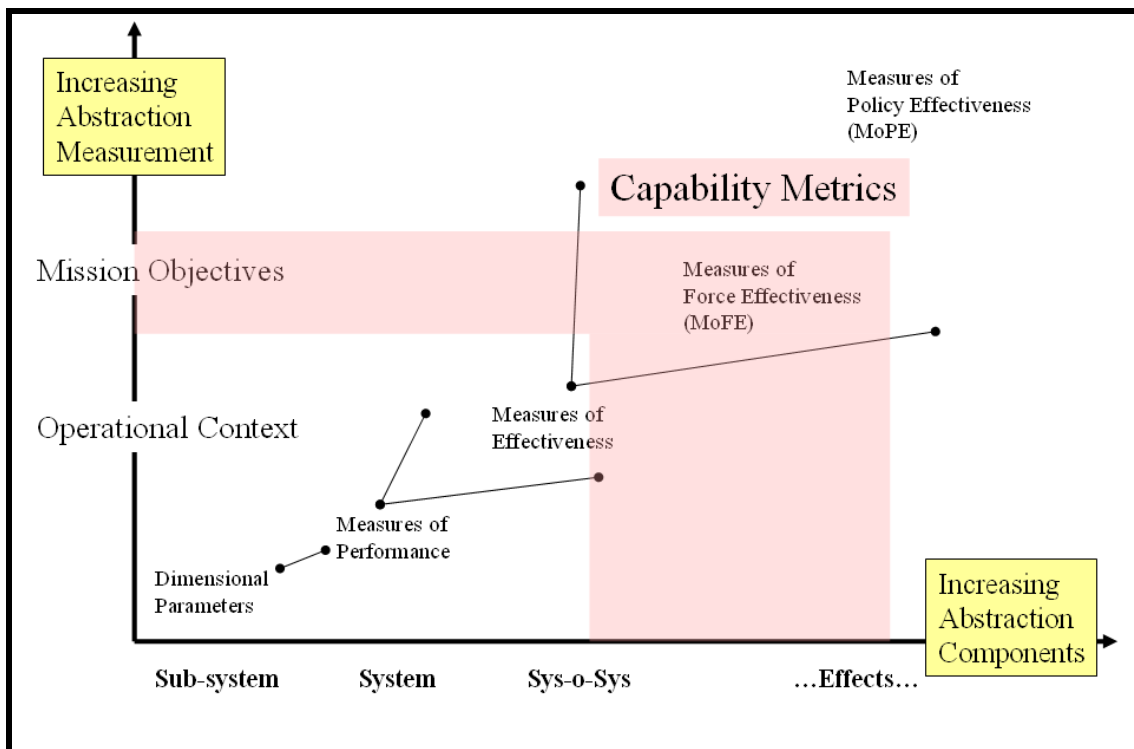 Increasing
Abstraction
Measurement
Measures of
Policy Effectiveness
(MoPE)
Capability Metrics
Mission Objectives
Measures of
Force Effectiveness
(MoFE)
Operational Context
Measures of
Effectiveness
Measures of
Performance
Dimensional
Parameters
Increasing
Abstraction
Components
Sub-system
System
Sys-o-Sys
…Effects…